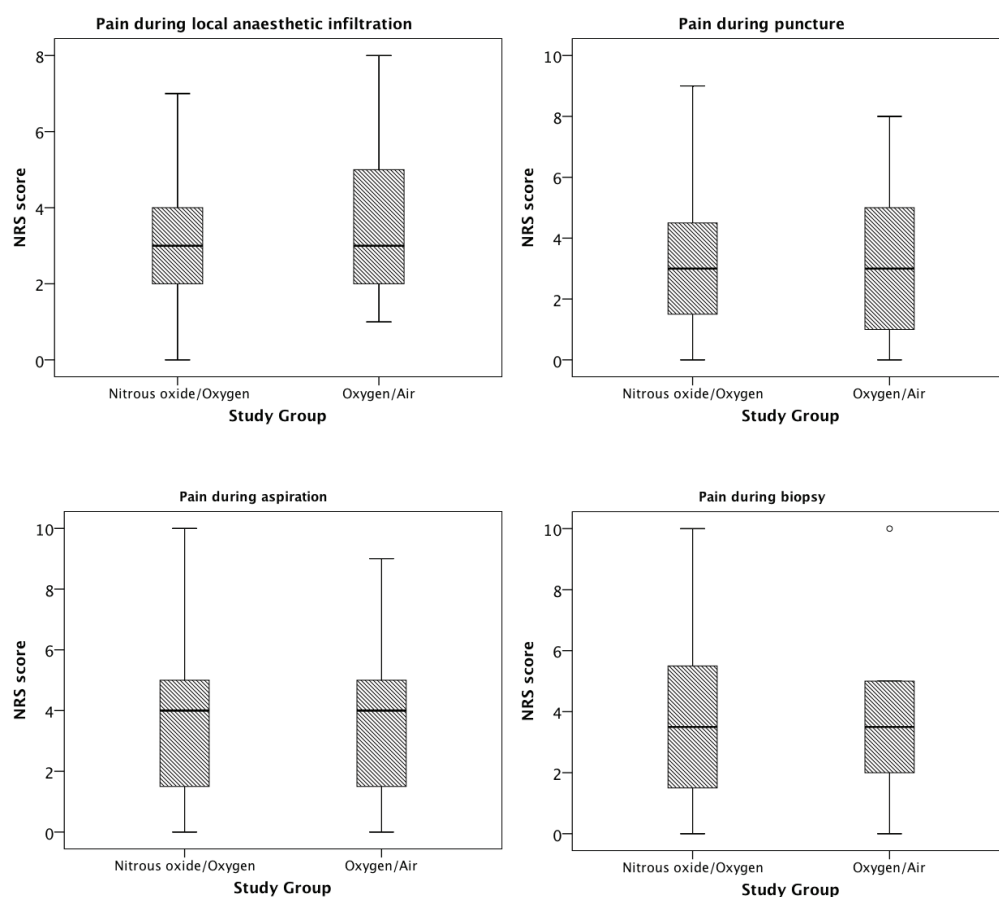 Pain during local anaesthetic infiltration
8
6
4
2
0
NRS score
Nitrous oxide/Oxygen
Oxygen/Air
Study Group
Pain during puncture
10
8
6
4
2
0
NRS score
Nitrous oxide/Oxygen
Oxygen/Air
Study Group
Pain during aspiration
10
8
6
4
2
0
NRS score
Nitrous oxide/Oxygen
Oxygen/Air
Study Group
Pain during biopsy
10
8
6
4
2
0
NRS score
Nitrous oxide/Oxygen
Oxygen/Air
Study Group